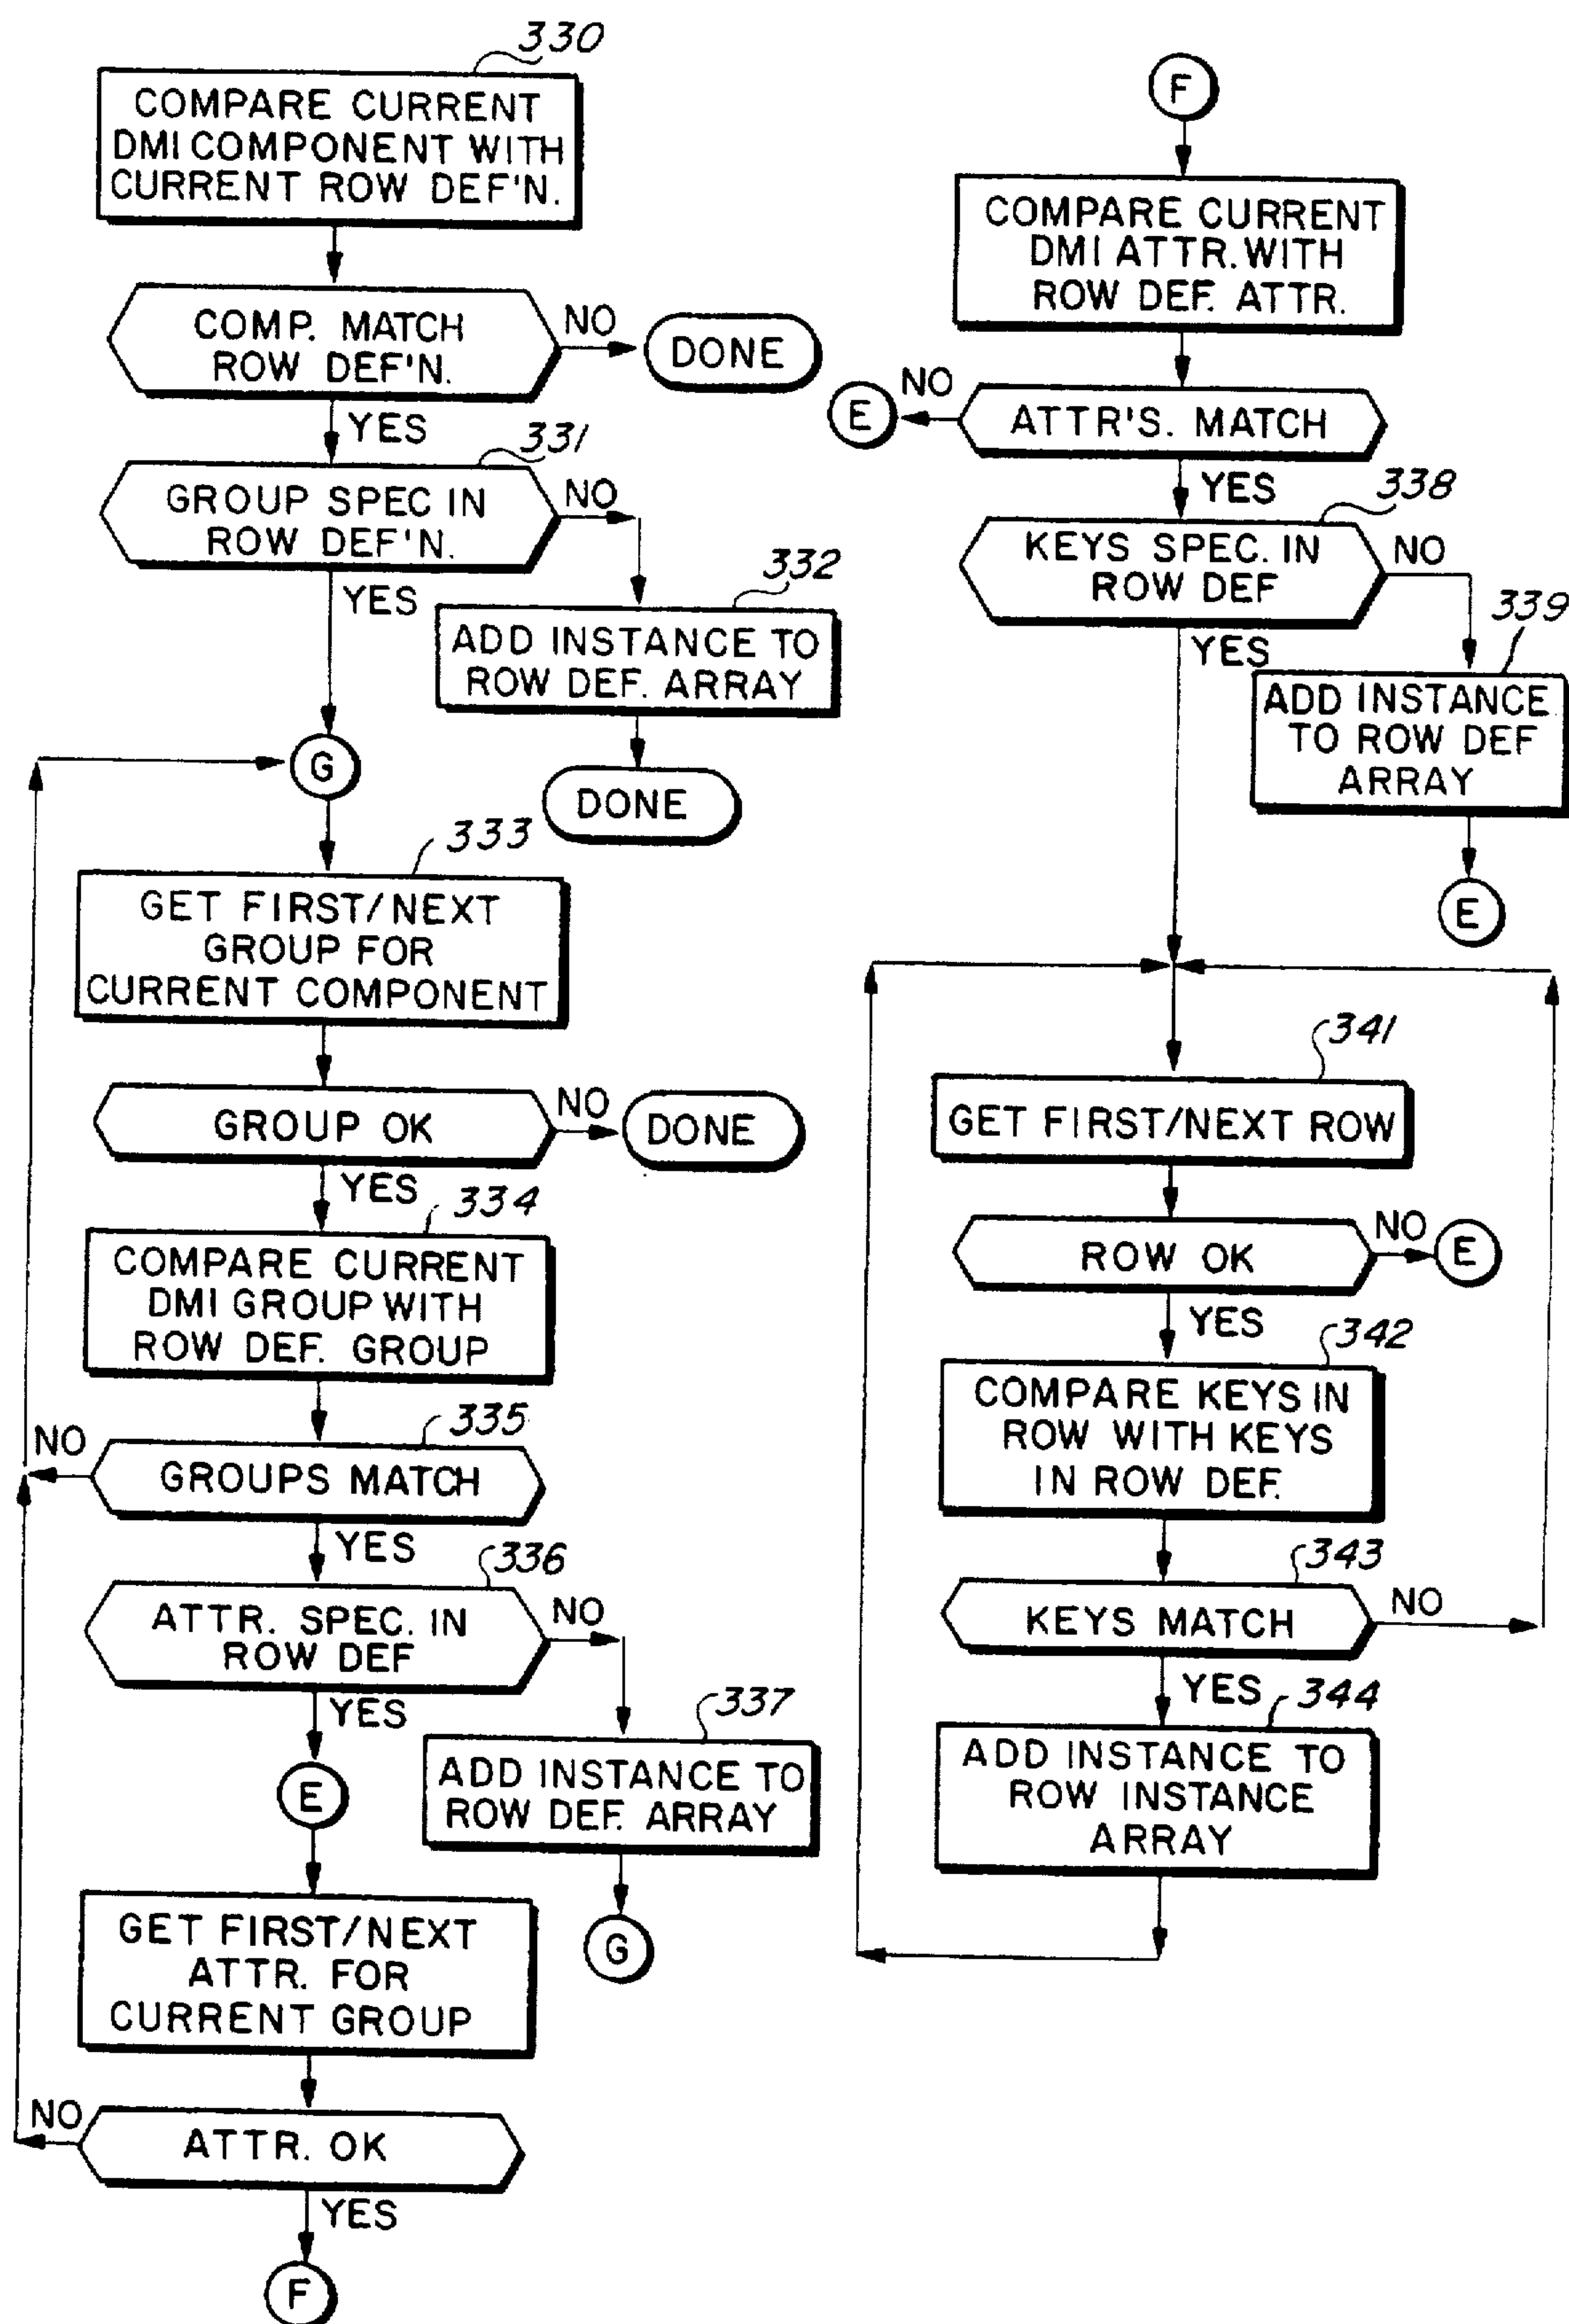 330
COMPARE CURRENT
DMI COMPONENT WITH
CURRENT ROW DEF'N.
COMP. MATCH
ROW DEF'N.
NO
DONE
YES
331
GROUP SPEC IN
ROW DEF'N.
NO
YES
332
ADD INSTANCE TO
ROW DEF. ARRAY
DONE
G
333
GET FIRST/NEXT
GROUP FOR
CURRENT COMPONENT
GROUP OK
NO
DONE
YES
334
COMPARE CURRENT
DMI GROUP WITH
ROW DEF. GROUP
335
NO
GROUPS MATCH
YES
336
ATTR. SPEC. IN
ROW DEF
NO
YES
337
ADD INSTANCE TO
ROW DEF. ARRAY
G
E
GET FIRST/NEXT
ATTR. FOR
CURRENT GROUP
NO
ATTR. OK
YES
F
F
COMPARE CURRENT
DMI ATTR. WITH
ROW DEF. ATTR.
NO
E
ATTR'S. MATCH
YES
338
KEYS SPEC. IN
ROW DEF
NO
YES
339
ADD INSTANCE
TO ROW DEF
ARRAY
E
341
GET FIRST/NEXT ROW
ROW OK
NO
E
YES
342
COMPARE KEYS IN
ROW WITH KEYS
IN ROW DEF.
343
KEYS MATCH
NO
YES
344
ADD INSTANCE TO
ROW INSTANCE
ARRAY